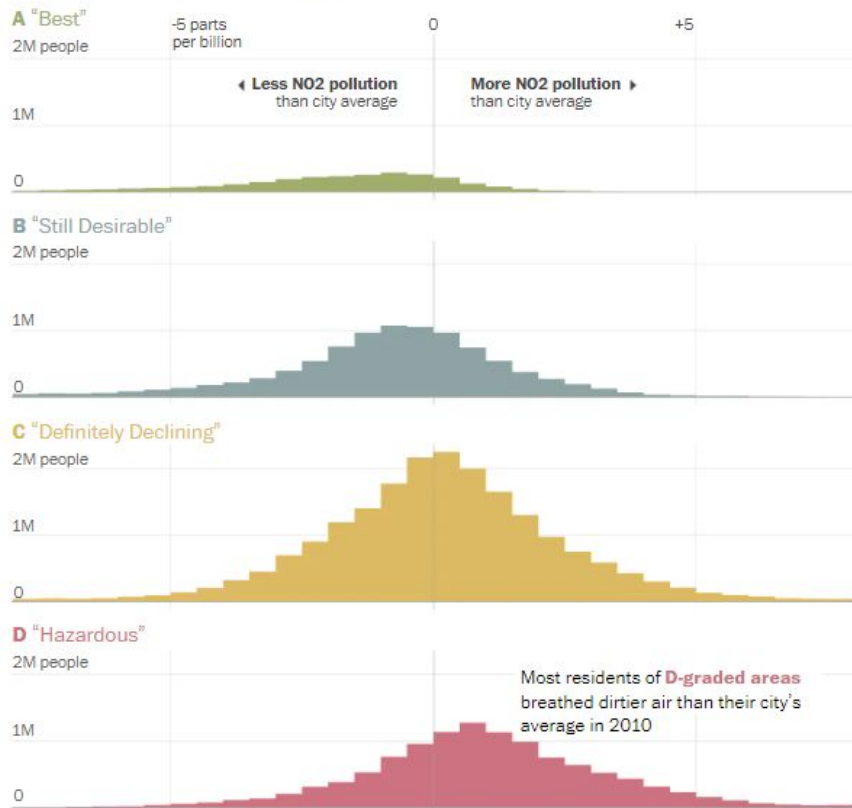 A “Best”
-5 parts
per billion
0
+5
2M people
Less NO2 pollution
than city average
More NO2 pollution
than city average
1M
0
B “Still Desirable”
2M people
1M
0
C “Definitely Declining”
2M people
1M
0
D “Hazardous”
2M people
Most residents of D-graded areas
breathed dirtier air than their city’s
average in 2010
1M
0